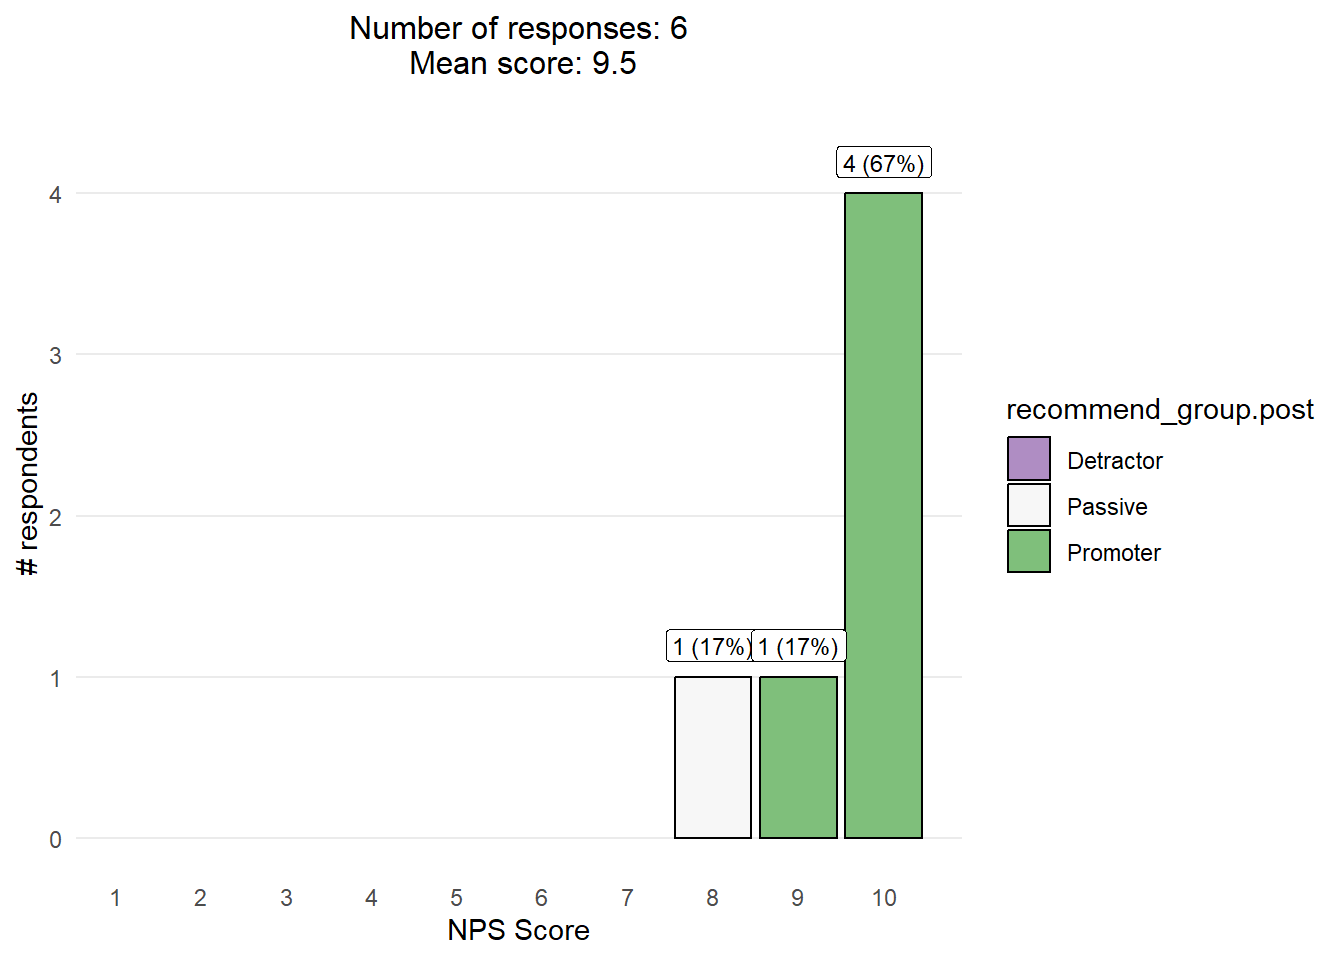 Number of responses: 6
Mean score: 9.5
4 (67%)
1 (17%)
1 (17%)
4
3
2
1
0
# respondents
1 2 3 4 5 6 7 8 9 10
NPS Score
recommend_group.post
Detractor
Passive
Promoter